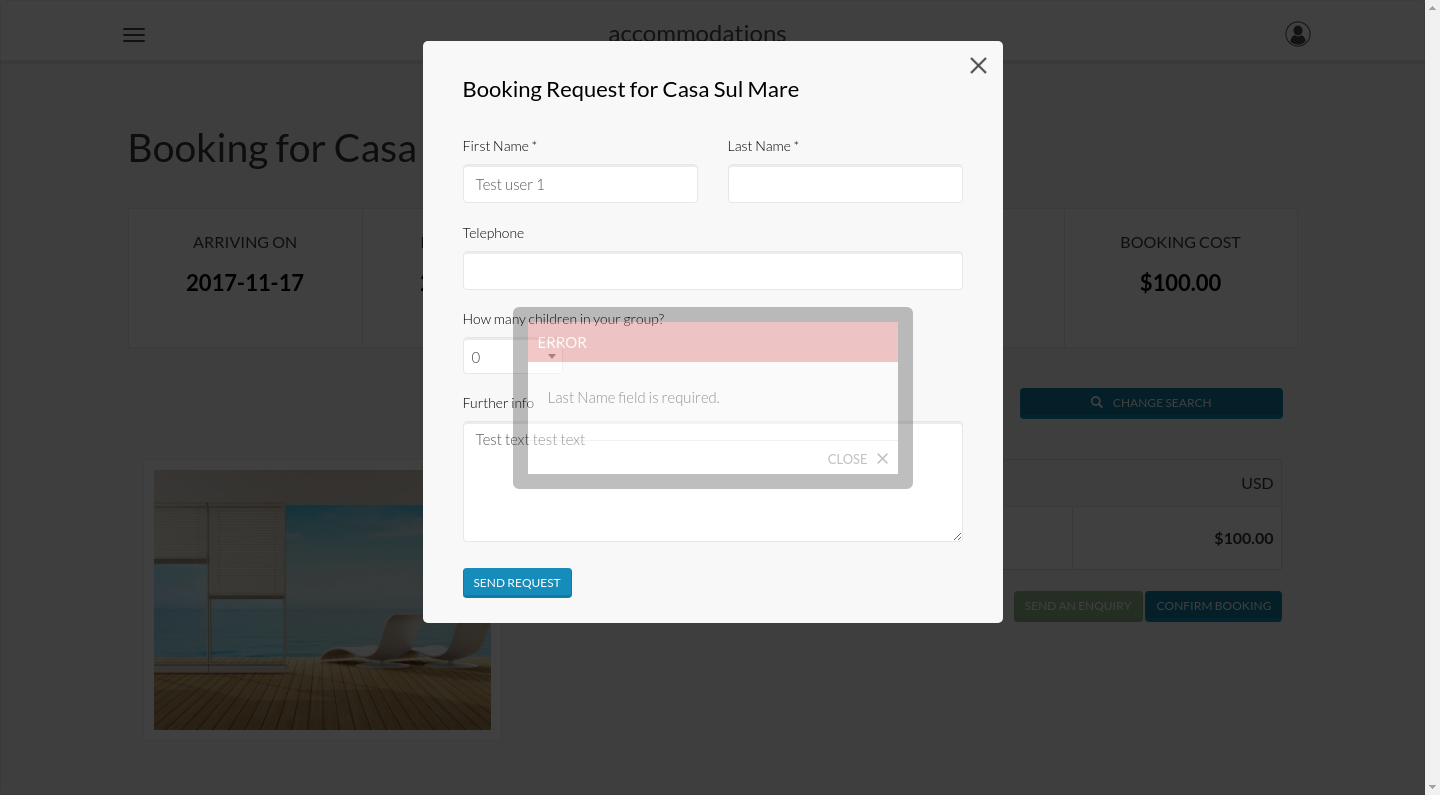 accommodations
Booking Request for Casa Sul Mare
Booking for Casa
First Name *
Last Name *
Test user 1
Telephone
ARRIVING ON
BOOKING COST
2017-11-17
$100.00
How many children in your group?
ERROR
0
Last Name field is required.
Further info
CHANGE SEARCH
Test text test text
CLOSE
USD
$100.00
SEND REQUEST
SEND AN ENQUIRY
CONFIRM BOOKING